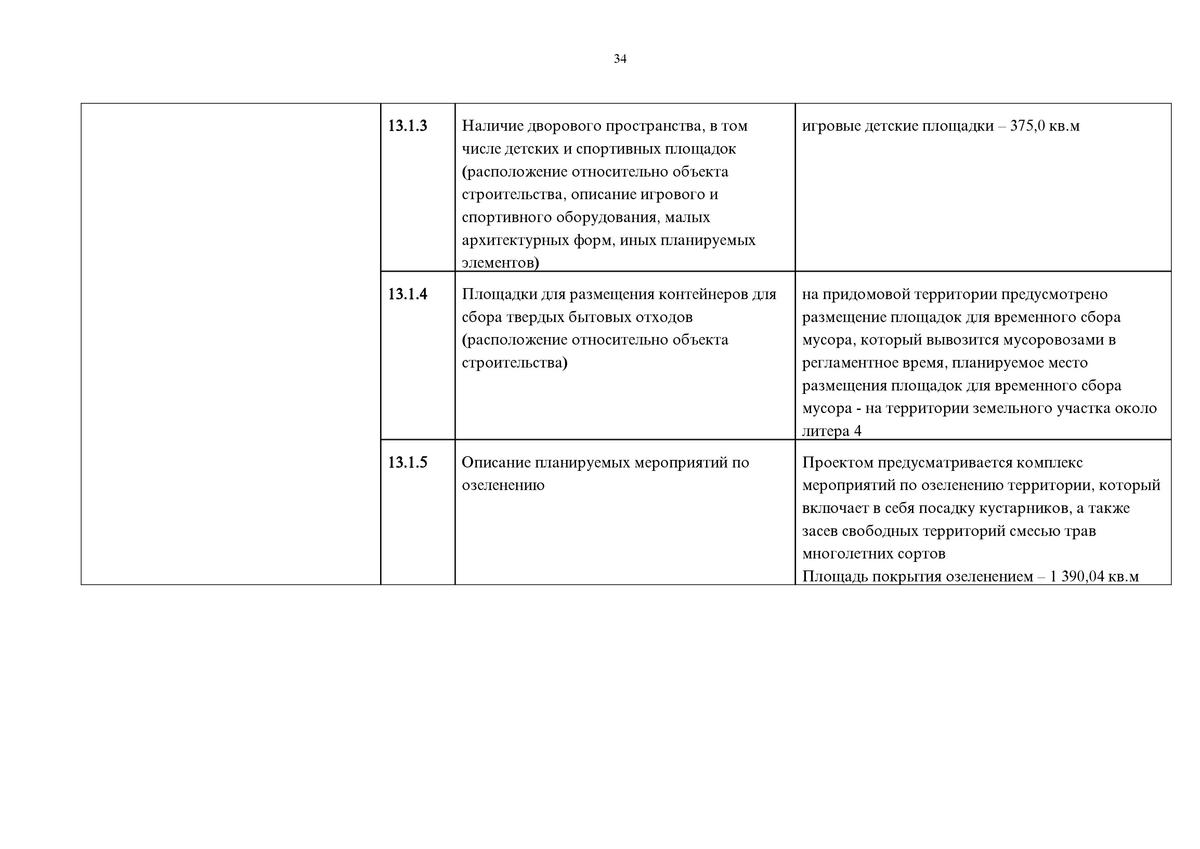 34
13.1.3
Наличие дворового пространства, в том
числе детских и спортивных площадок
(расположение относительно объекта
строительства, описание игрового и
спортивного оборудования, малых
архитектурных форм, иных планируемых
элементов)
игровые детские площадки – 375,0 кв.м
13.1.4
Площадки для размещения контейнеров для
сбора твердых бытовых отходов
(расположение относительно объекта
строительства)
на придомовой территории предусмотрено
размещение площадок для временного сбора
мусора, который вывозится мусоровозами в
регламентное время, планируемое место
размещения площадок для временного сбора
мусора - на территории земельного участка около
литера 4
13.1.5
Описание планируемых мероприятий по
озеленению
Проектом предусматривается комплекс
мероприятий по озеленению территории, который
включает в себя посадку кустарников, а также
засев свободных территорий смесью трав
многолетних сортов
Площадь покрытия озеленением – 1 390,04 кв.м